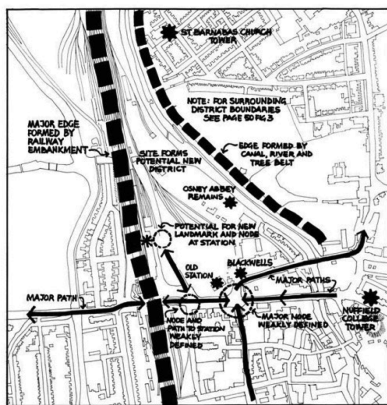 ST BARNABAS CHURCH
TOWER
NOTE: FOR SURROUNDING
DISTRICT BOUNDARIES
SEE PAGE 50 FIG 3
MAJOR EDGE
FORMED BY
RAILWAY
EMBANKMENT
SITE FORMS
POTENTIAL NEW
DISTRICT
EDGE FORMED BY
CANAL, RIVER AND
TREE BELT
OSNEY ABBEY
REMAINS
POTENTIAL FOR NEW
LANDMARK AND NODE
AT STATION
OLD
STATION
BLACKWELLS
MAJOR PATHS
MAJOR PATH
NODE AND
PATH TO STATION
WEAKLY
DEFINED
MAJOR NODE
WEAKLY DEFINED
NUFFIELD
COLLEGE
TOWER